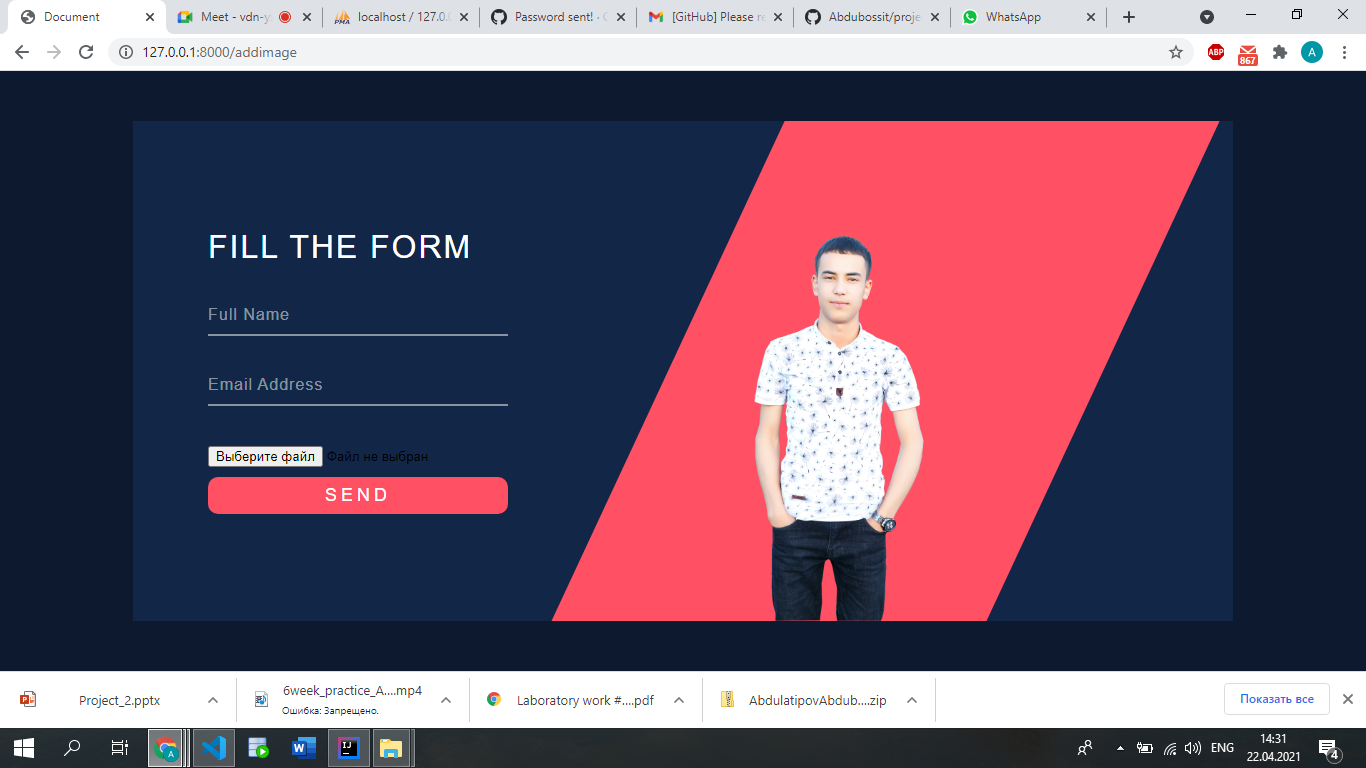 Document
Meet - vdn-y
localhost / 127.0.0
Password sent! · G
[GitHub] Please re
Abdubossit/proje
WhatsApp
127.0.0.1:8000/addimage
ABP
867
A
FILL THE FORM
Full Name
Email Address
Выберите файл Файл не выбран
SEND
Project_2.pptx
6week_practice_A....mp4
Ошибка: Запрещено.
Laboratory work #....pdf
AbdulatipovAbdub....zip
Показать все
ENG
14:31
22.04.2021
4